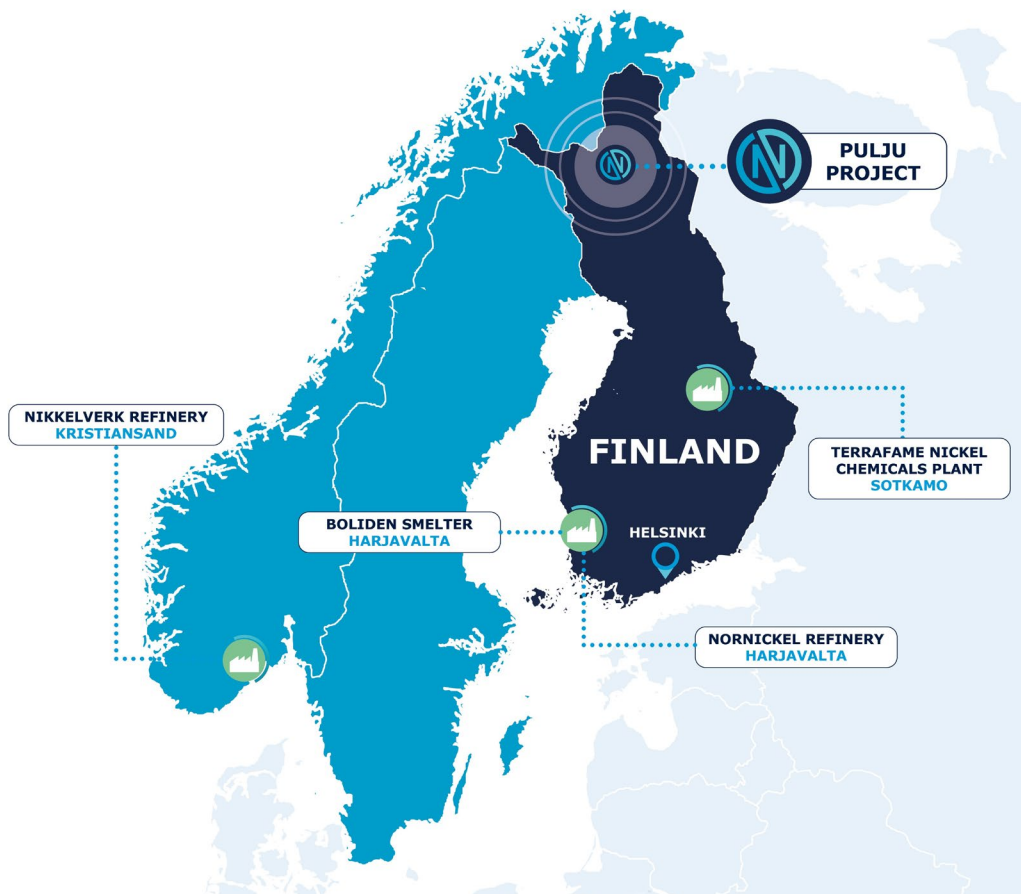 PULJU
PROJECT
NIKKELVERK REFINERY
KRISTIANSAND
FINLAND
TERRAFAME NICKEL
CHEMICALS PLANT
SOTKAMO
BOLIDEN SMELTER
HARJAVALTA
HELSINKI
NORNICKEL REFINERY
HARJAVALTA